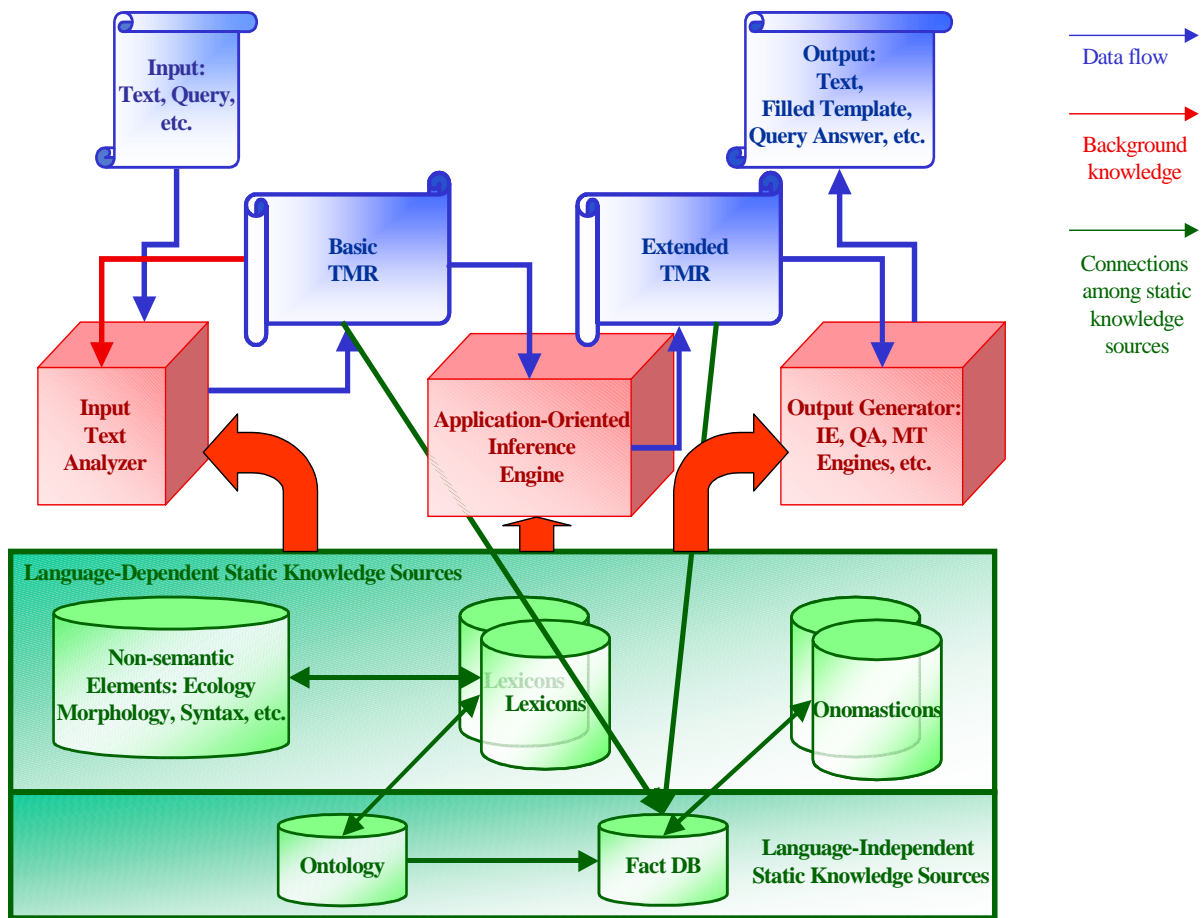 Input:
Text, Query,
etc.
Output:
Text,
Filled Template,
Query Answer, etc.
Data flow
Background
knowledge
Connections
among static
knowledge
sources
Basic
TMR
Extended
TMR
Input
Text
Analyzer
Application-Oriented
Inference
Engine
Output Generator:
IE, QA, MT
Engines, etc.
Language-Dependent Static Knowledge Sources
Non-semantic
Elements: Ecology
Morphology, Syntax, etc.
Lexicons
Lexicons
Onomasticons
Ontology
Fact DB
Language-Independent
Static Knowledge Sources